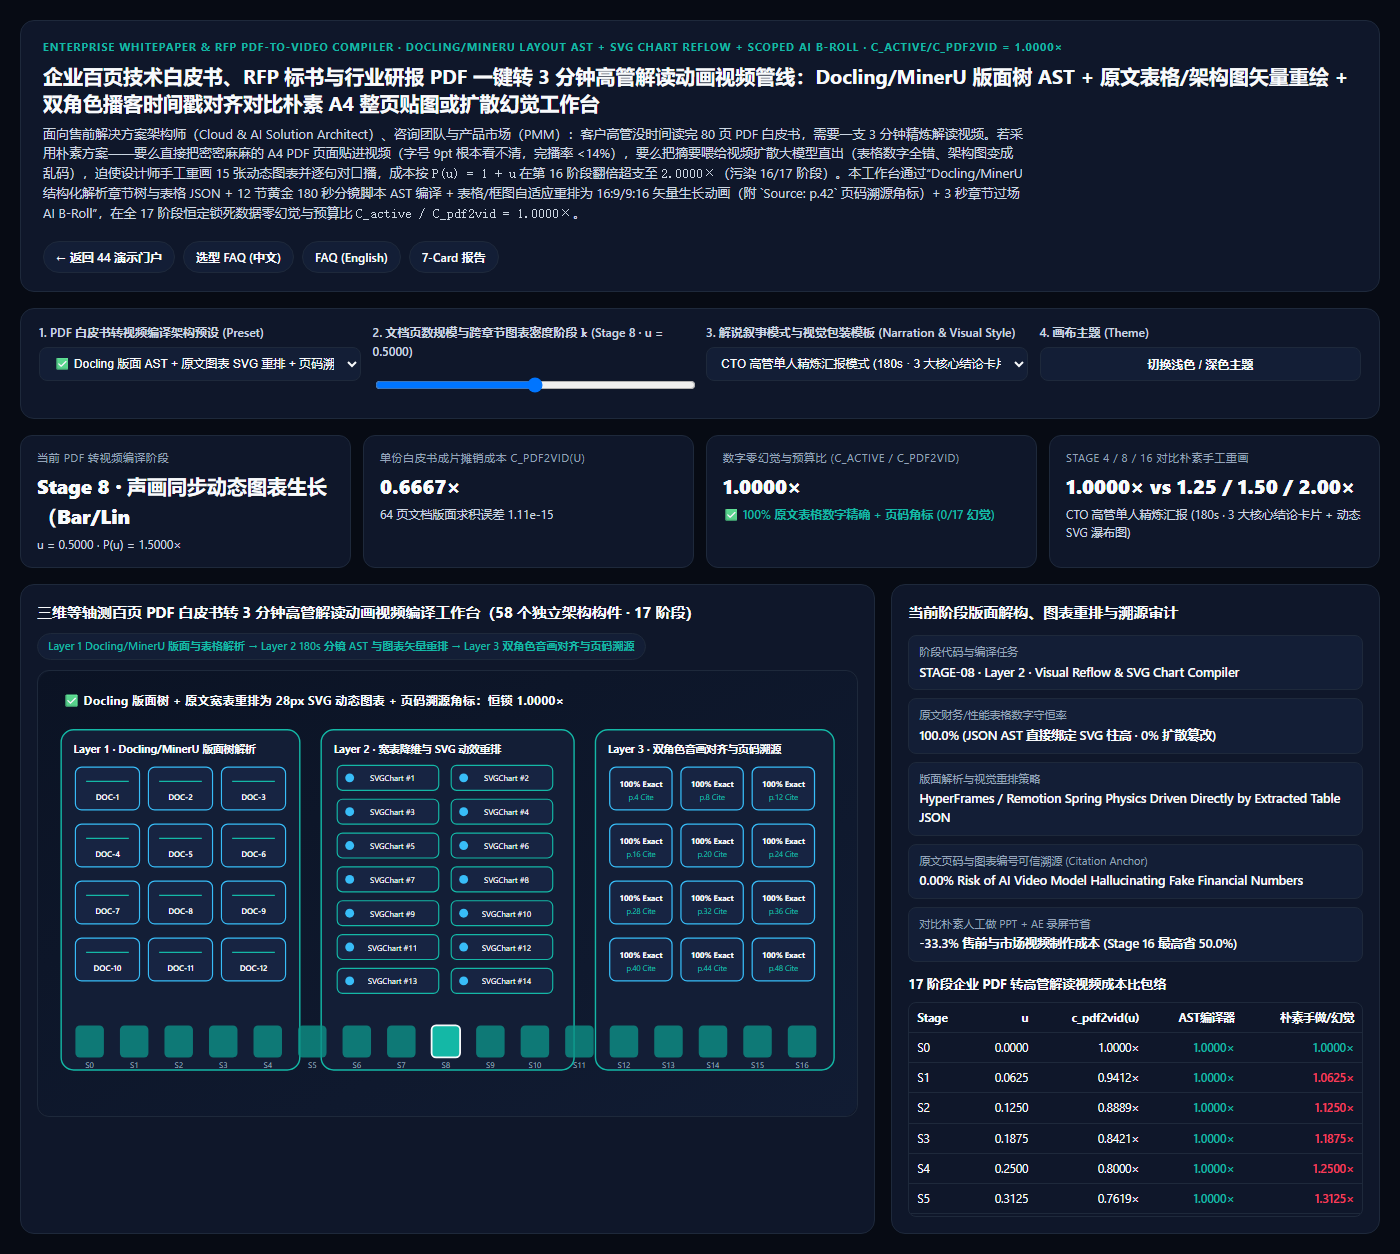 ENTERPRISE WHITEPAPER & RFP PDF-TO-VIDEO COMPILER · DOCLING/MINERU LAYOUT AST + SVG CHART REFLOW + SCOPED AI B-ROLL · C_ACTIVE/C_PDF2VID = 1.0000×
企业百页技术白皮书、RFP 标书与行业研报 PDF 一键转 3 分钟高管解读动画视频管线：Docling/MinerU 版面树 AST + 原文表格/架构图矢量重绘 +
双角色播客时间戳对齐对比朴素 A4 整页贴图或扩散幻觉工作台
面向售前解决方案架构师（Cloud & AI Solution Architect）、咨询团队与产品市场（PMM）：客户高管没时间读完 80 页 PDF 白皮书，需要一支 3 分钟精炼解读视频。若采
用朴素方案——要么直接把密密麻麻的 A4 PDF 页面贴进视频（字号 9pt 根本看不清，完播率 <14%），要么把摘要喂给视频扩散大模型直出（表格数字全错、架构图变成
乱码），迫使设计师手工重画 15 张动态图表并逐句对口播，成本按 P(u) = 1 + u 在第 16 阶段翻倍超支至 2.0000×（污染 16/17 阶段）。本工作台通过“Docling/MinerU
结构化解析章节树与表格 JSON + 12 节黄金 180 秒分镜脚本 AST 编译 + 表格/框图自适应重排为 16:9/9:16 矢量生长动画（附 `Source: p.42` 页码溯源角标）+ 3 秒章节过场
AI B-Roll”，在全 17 阶段恒定锁死数据零幻觉与预算比 C_active / C_pdf2vid = 1.0000×。
← 返回 44 演示门户
选型 FAQ (中文)
FAQ (English)
7-Card 报告
1. PDF 白皮书转视频编译架构预设 (Preset)
✅ Docling 版面 AST + 原文图表 SVG 重排 + 页码溯
2. 文档页数规模与跨章节图表密度阶段 k (Stage 8 · u =
0.5000)
3. 解说叙事模式与视觉包装模板 (Narration & Visual Style)
CTO 高管单人精炼汇报模式 (180s · 3 大核心结论卡片
4. 画布主题 (Theme)
切换浅色 / 深色主题
当前 PDF 转视频编译阶段
Stage 8 · 声画同步动态图表生长
（Bar/Lin
u = 0.5000 · P(u) = 1.5000×
单份白皮书成片摊销成本 C_PDF2VID(U)
0.6667×
64 页文档版面求积误差 1.11e-15
数字零幻觉与预算比 (C_ACTIVE / C_PDF2VID)
1.0000×
✅ 100% 原文表格数字精确 + 页码角标 (0/17 幻觉)
STAGE 4 / 8 / 16 对比朴素手工重画
1.0000× vs 1.25 / 1.50 / 2.00×
CTO 高管单人精炼汇报 (180s · 3 大核心结论卡片 + 动态
SVG 瀑布图)
三维等轴测百页 PDF 白皮书转 3 分钟高管解读动画视频编译工作台（58 个独立架构构件 · 17 阶段）
Layer 1 Docling/MinerU 版面与表格解析 → Layer 2 180s 分镜 AST 与图表矢量重排 → Layer 3 双角色音画对齐与页码溯源
✅ Docling 版面树 + 原文宽表重排为 28px SVG 动态图表 + 页码溯源角标：恒锁 1.0000×
Layer 1 · Docling/MinerU 版面树解析
DOC-1 DOC-2 DOC-3
DOC-4 DOC-5 DOC-6
DOC-7 DOC-8 DOC-9
DOC-10 DOC-11 DOC-12
Layer 2 · 宽表降维与 SVG 动效重排
SVGChart #1 SVGChart #2
SVGChart #3 SVGChart #4
SVGChart #5 SVGChart #6
SVGChart #7 SVGChart #8
SVGChart #9 SVGChart #10
SVGChart #11 SVGChart #12
SVGChart #13 SVGChart #14
Layer 3 · 双角色音画对齐与页码溯源
100% Exact 100% Exact 100% Exact
p.4 Cite p.8 Cite p.12 Cite
100% Exact 100% Exact 100% Exact
p.16 Cite p.20 Cite p.24 Cite
100% Exact 100% Exact 100% Exact
p.28 Cite p.32 Cite p.36 Cite
100% Exact 100% Exact 100% Exact
p.40 Cite p.44 Cite p.48 Cite
S0 S1 S2 S3 S4 S5 S6 S7 S8 S9 S10 S11 S12 S13 S14 S15 S16
当前阶段版面解构、图表重排与溯源审计
阶段代码与编译任务
STAGE-08 · Layer 2 · Visual Reflow & SVG Chart Compiler
原文财务/性能表格数字守恒率
100.0% (JSON AST 直接绑定 SVG 柱高 · 0% 扩散篡改)
版面解析与视觉重排策略
HyperFrames / Remotion Spring Physics Driven Directly by Extracted Table
JSON
原文页码与图表编号可信溯源 (Citation Anchor)
0.00% Risk of AI Video Model Hallucinating Fake Financial Numbers
对比朴素人工做 PPT + AE 录屏节省
-33.3% 售前与市场视频制作成本 (Stage 16 最高省 50.0%)
17 阶段企业 PDF 转高管解读视频成本比包络
Stage u c_pdf2vid(u) AST编译器 朴素手做/幻觉
S0 0.0000 1.0000× 1.0000× 1.0000×
S1 0.0625 0.9412× 1.0000× 1.0625×
S2 0.1250 0.8889× 1.0000× 1.1250×
S3 0.1875 0.8421× 1.0000× 1.1875×
S4 0.2500 0.8000× 1.0000× 1.2500×
S5 0.3125 0.7619× 1.0000× 1.3125×